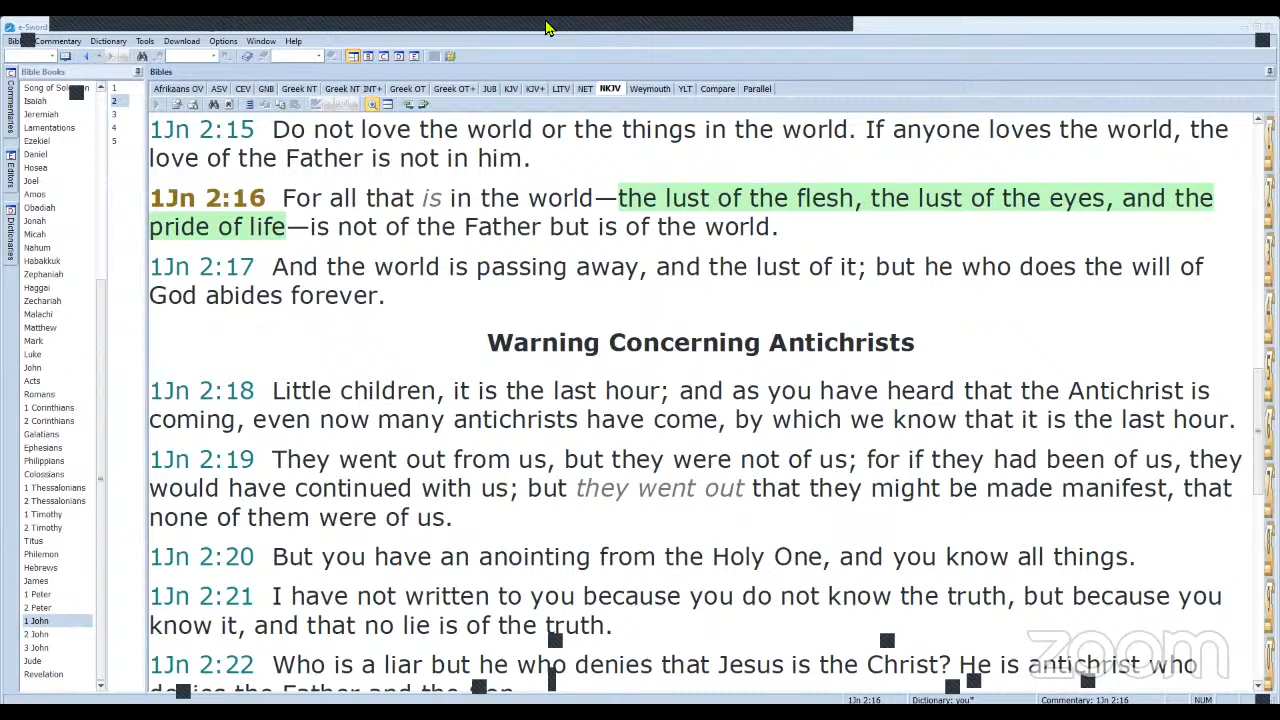 e-Sword
Commentary Dictionary Tools Download Options Window Help
Bible Books
Bibles
Afrikaans OV ASV CEV GNB Greek NT Greek NT INT+ Greek OT Greek OT+ JUB KJV KJV+ LITV NET NKJV Weymouth YLT Compare Parallel
Commentaries
Editors
Dictionaries
Isaiah
Jeremiah
Lamentations
Ezekiel
Daniel
Hosea
Joel
Amos
Obadiah
Jonah
Micah
Nahum
Habakkuk
Zephaniah
Haggai
Zechariah
Malachi
Matthew
Mark
Luke
John
Acts
Romans
1 Corinthians
2 Corinthians
Galatians
Ephesians
Philippians
Colossians
1 Thessalonians
2 Thessalonians
1 Timothy
2 Timothy
Titus
Philemon
Hebrews
James
1 Peter
2 Peter
1 John
2 John
3 John
Jude
Revelation
1
2
3
4
5
1Jn 2:15 Do not love the world or the things in the world. If anyone loves the world, the
love of the Father is not in him.
1Jn 2:16 For all that is in the world—the lust of the flesh, the lust of the eyes, and the
pride of life—is not of the Father but is of the world.
1Jn 2:17 And the world is passing away, and the lust of it; but he who does the will of
God abides forever.
Warning Concerning Antichrists
1Jn 2:18 Little children, it is the last hour; and as you have heard that the Antichrist is
coming, even now many antichrists have come, by which we know that it is the last hour.
1Jn 2:19 They went out from us, but they were not of us; for if they had been of us, they
would have continued with us; but they went out that they might be made manifest, that
none of them were of us.
1Jn 2:20 But you have an anointing from the Holy One, and you know all things.
1Jn 2:21 I have not written to you because you do not know the truth, but because you
know it, and that no lie is of the truth.
1Jn 2:22 Who is a liar but he who denies that Jesus is the Christ? He is antichrist who
the Father and the
zoom
1Jn 2:16 Dictionary: you* Commentary: 1Jn 2:16 NUM